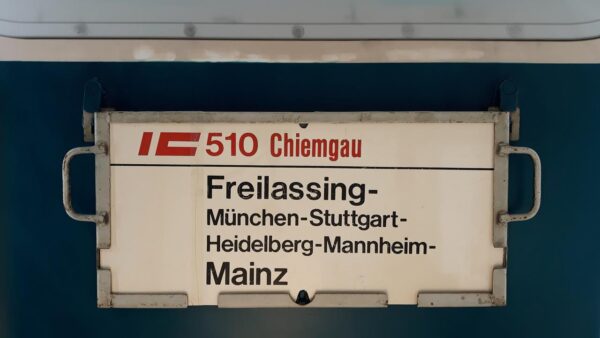 IC 510 Chiemgau
Freilassing-
München-Stuttgart-
Heidelberg-Mannheim-
Mainz